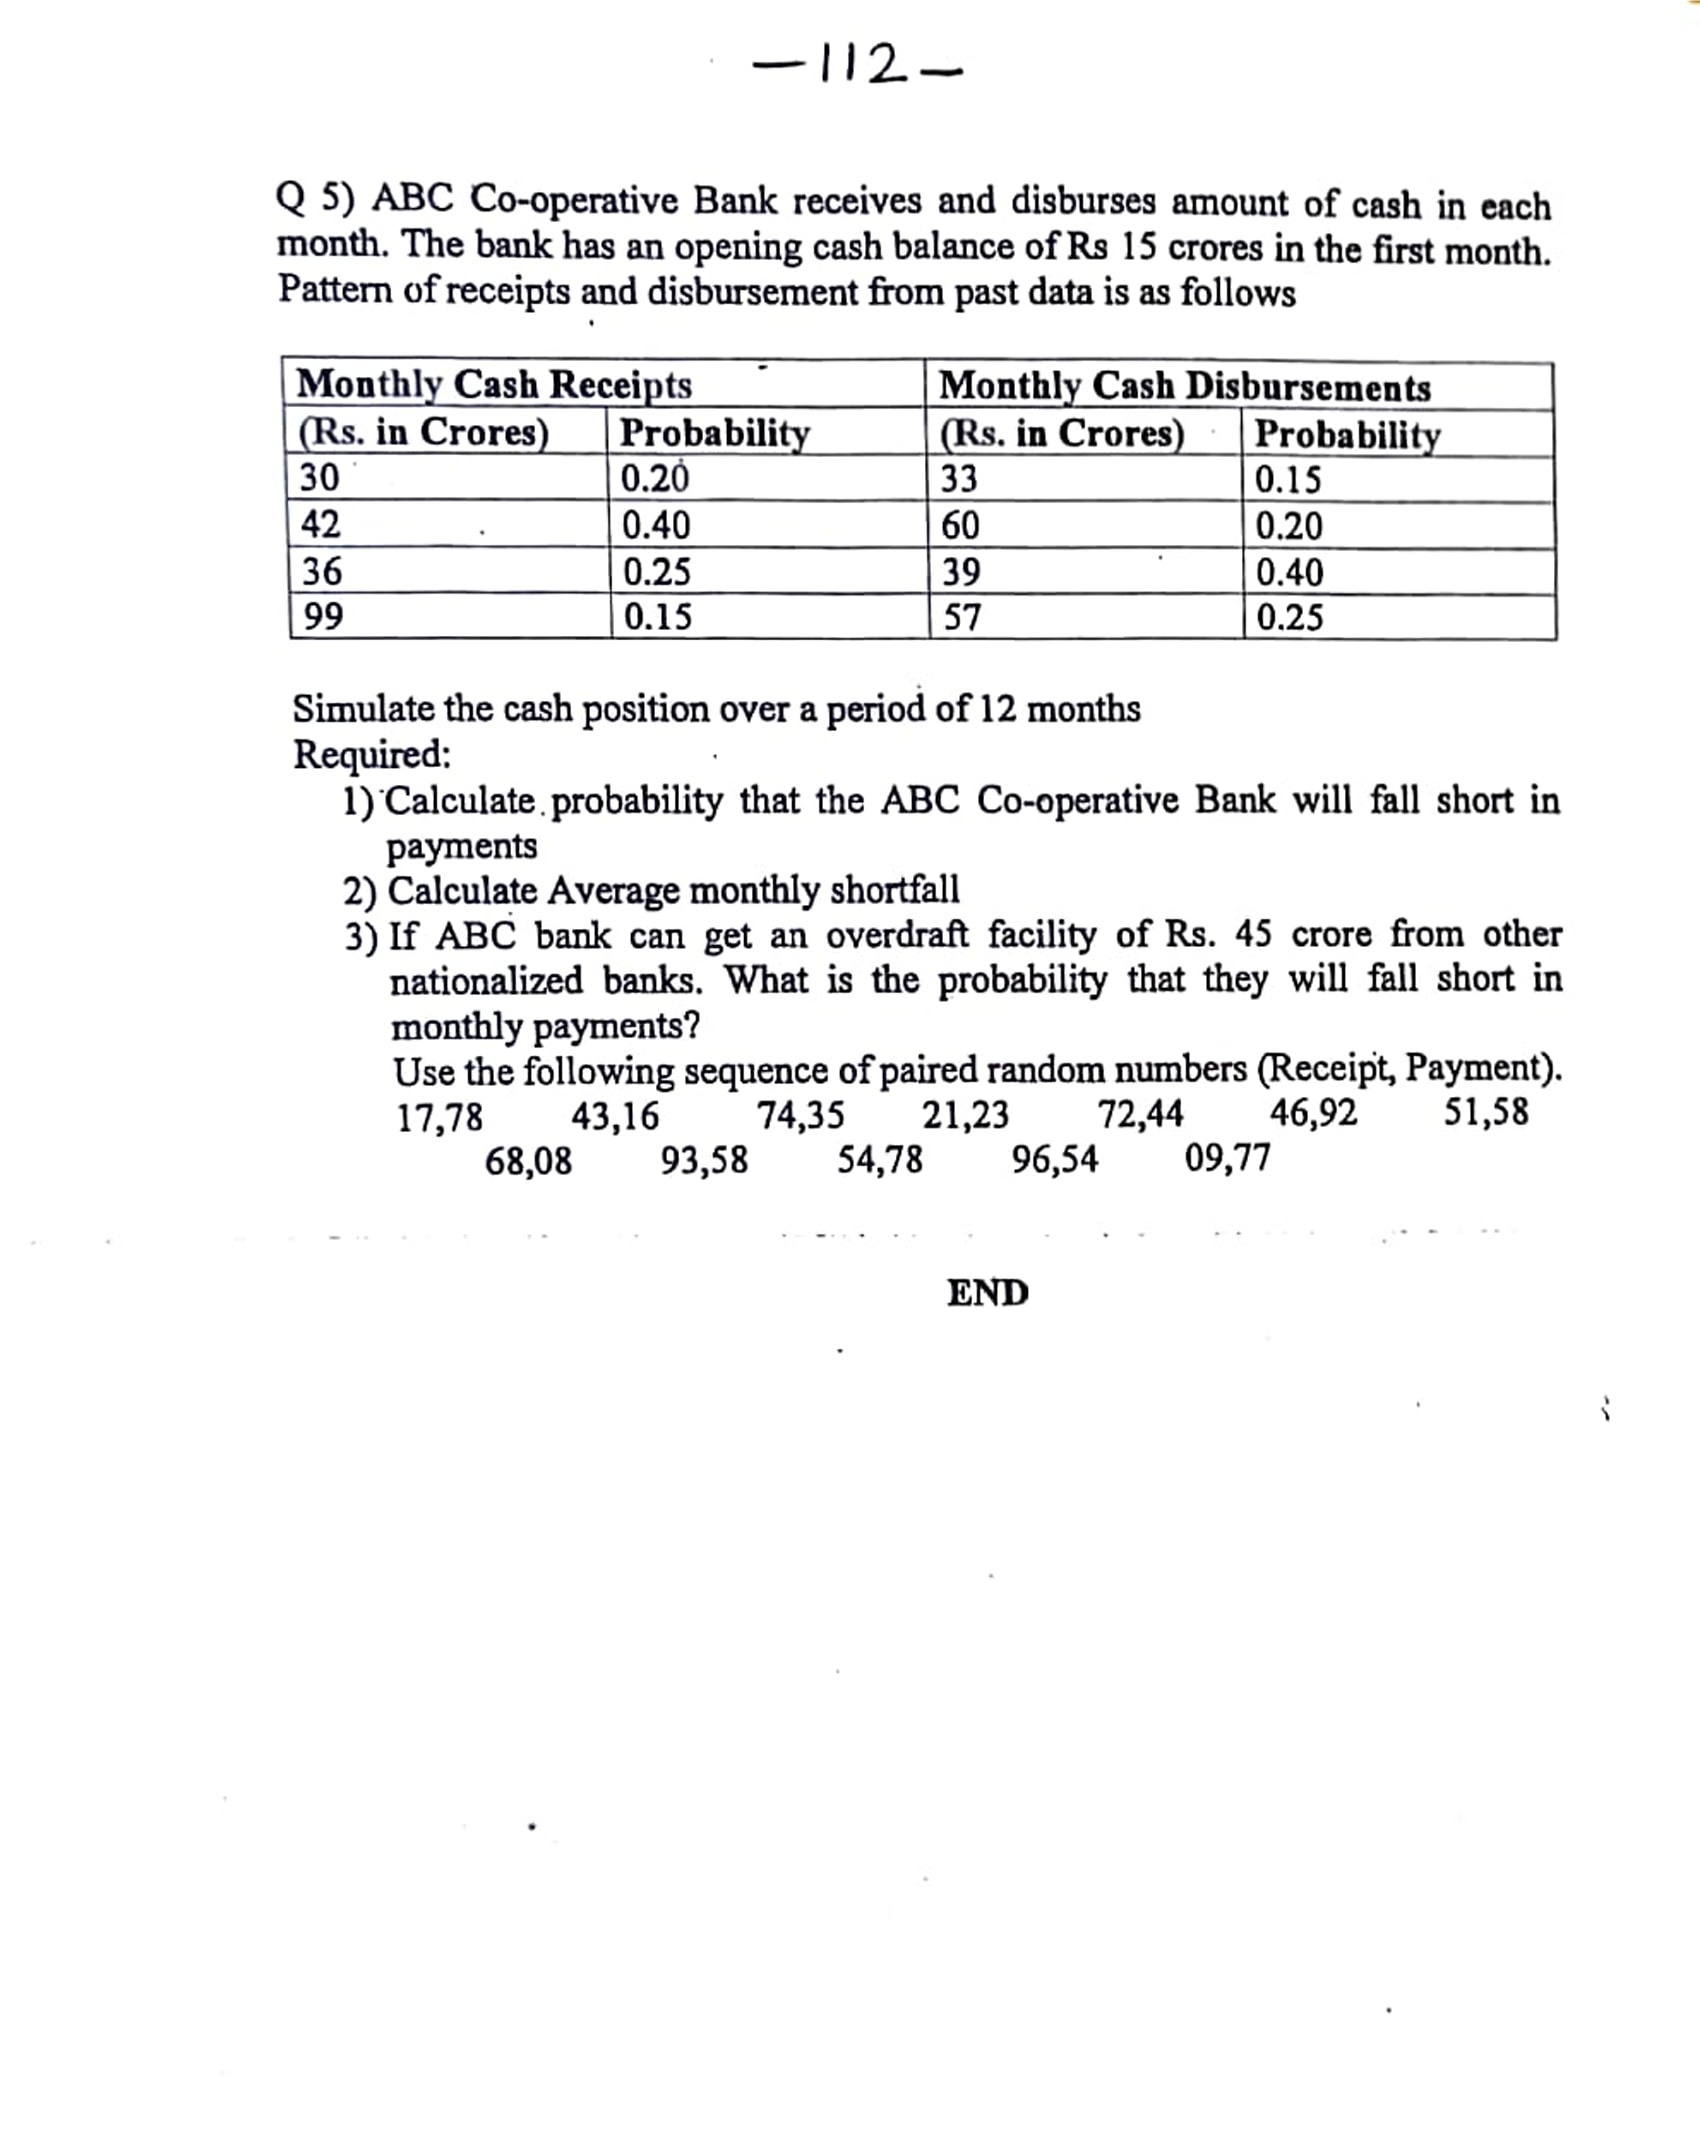 -112-
Q 5) ABC Co-operative Bank receives and disburses amount of cash in each
month. The bank has an opening cash balance of Rs 15 crores in the first month.
Pattern of receipts and disbursement from past data is as follows
Monthly Cash Receipts Monthly Cash Disbursements
(Rs. in Crores) Probability (Rs. in Crores) Probability
30 0.20 33 0.15
42 0.40 60 0.20
36 0.25 39 0.40
99 0.15 57 0.25
Simulate the cash position over a period of 12 months
Required:
1) Calculate probability that the ABC Co-operative Bank will fall short in
payments
2) Calculate Average monthly shortfall
3) If ABC bank can get an overdraft facility of Rs. 45 crore from other
nationalized banks. What is the probability that they will fall short in
monthly payments?
Use the following sequence of paired random numbers (Receipt, Payment).
17,78 43,16 74,35 21,23 72,44 46,92 51,58
68,08 93,58 54,78 96,54 09,77
END